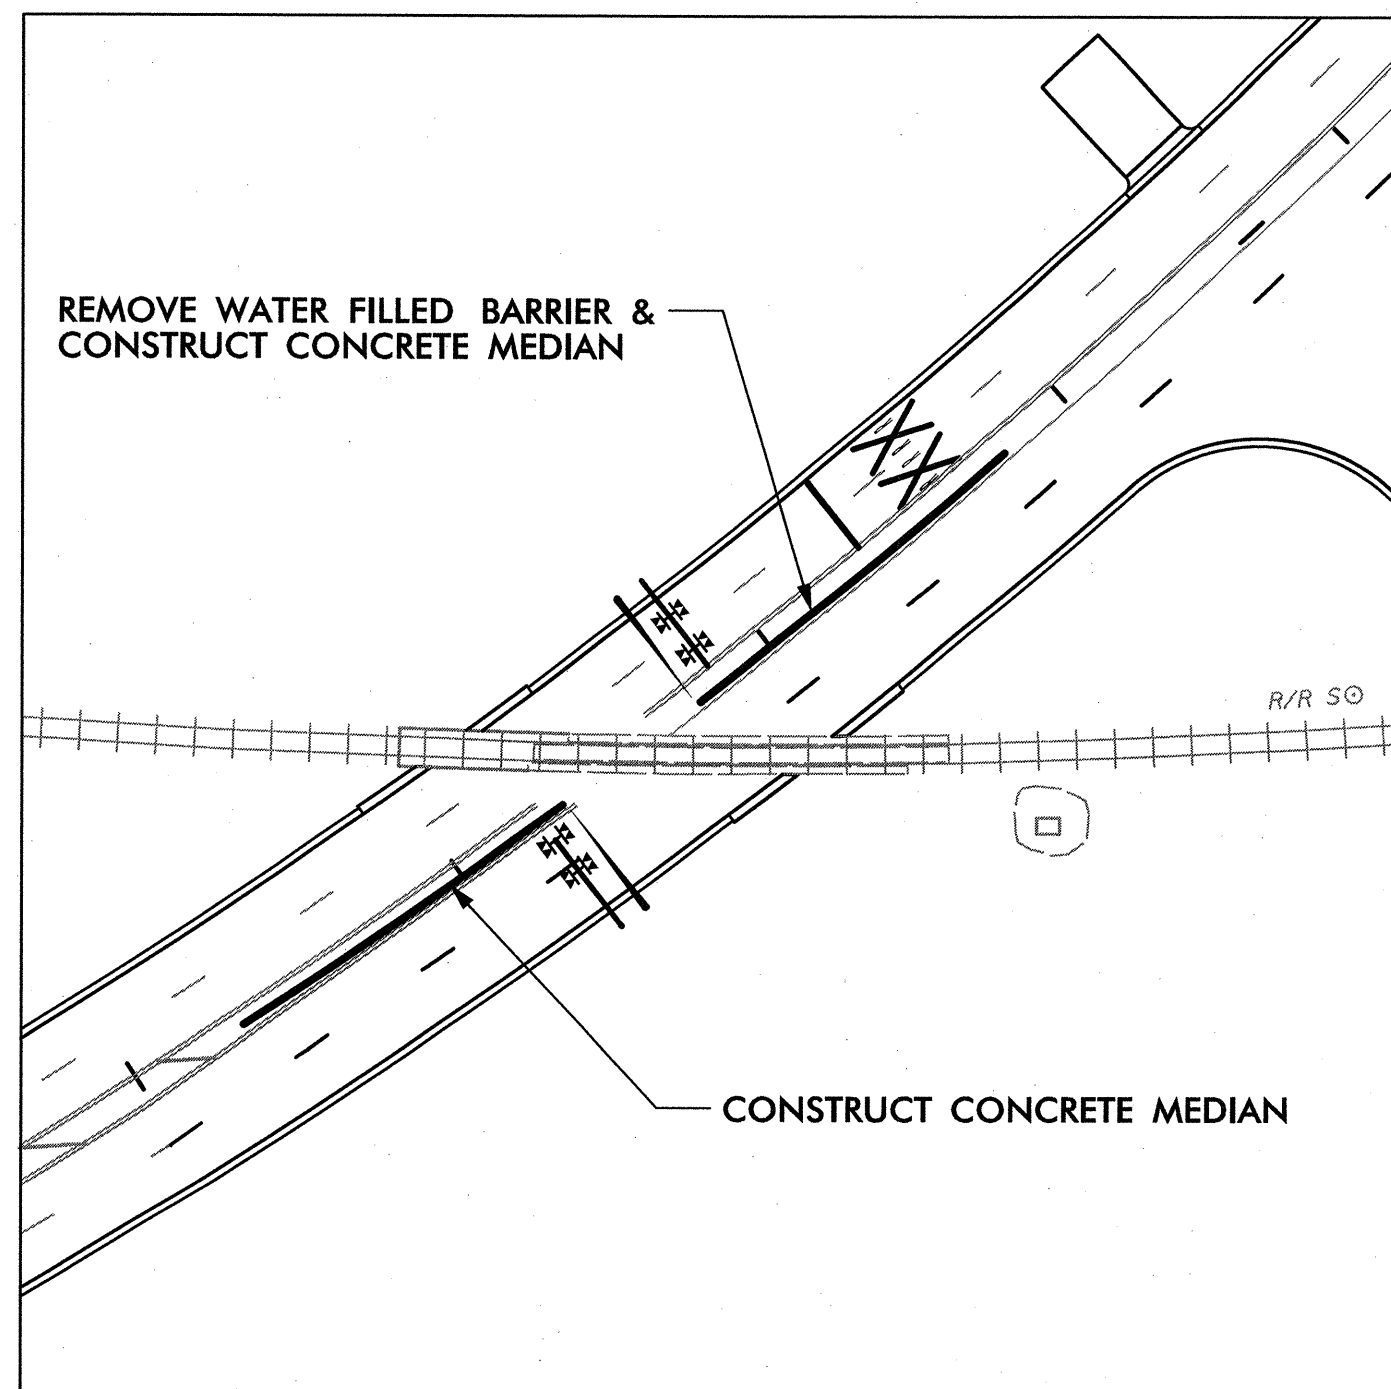 REMOVE WATER FILLED BARRIER &
CONSTRUCT CONCRETE MEDIAN
R/R S⊙
CONSTRUCT CONCRETE MEDIAN